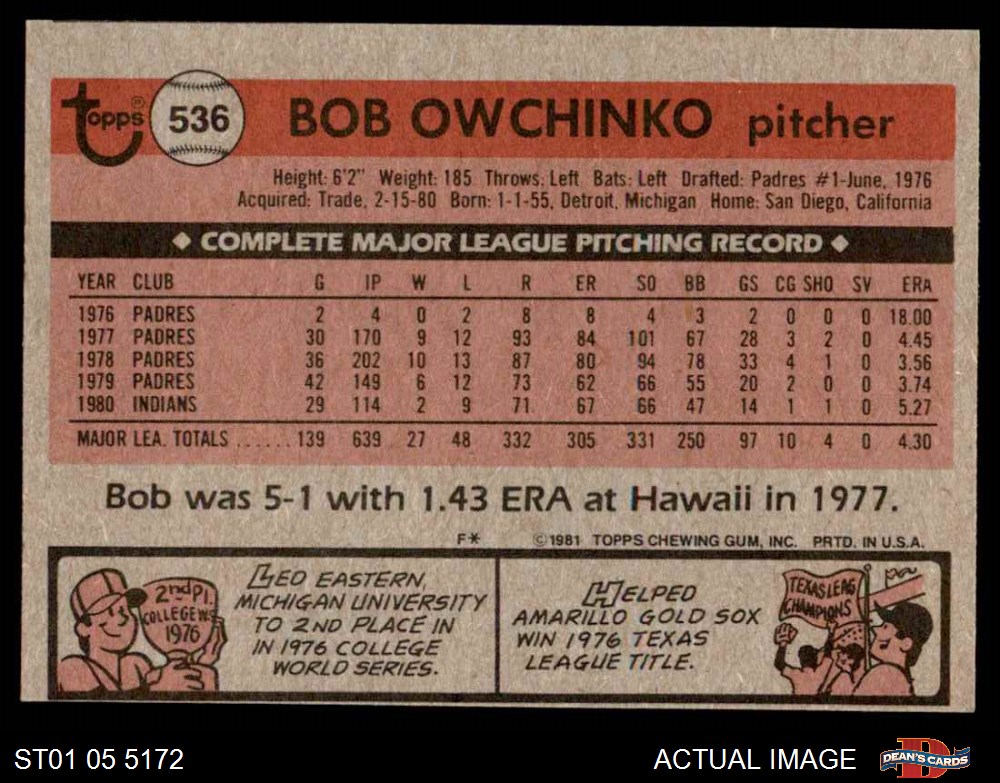 Topps® 536 BOB OWCHINKO pitcher
Height: 6'2" Weight: 185 Throws: Left Bats: Left Drafted: Padres #1-June, 1976
Acquired: Trade, 2-15-80 Born: 1-1-55, Detroit, Michigan Home: San Diego, California
◆ COMPLETE MAJOR LEAGUE PITCHING RECORD ◆
YEAR CLUB G IP W L R ER SO BB GS CG SHO SV ERA
1976 PADRES 2 4 0 2 8 8 4 3 2 0 0 0 18.00
1977 PADRES 30 170 9 12 93 84 101 67 28 3 2 0 4.45
1978 PADRES 36 202 10 13 87 80 94 78 33 4 1 0 3.56
1979 PADRES 42 149 6 12 73 62 66 55 20 2 0 0 3.74
1980 INDIANS 29 114 2 9 71 67 66 47 14 1 1 0 5.27
MAJOR LEA. TOTALS ...... 139 639 27 48 332 305 331 250 97 10 4 0 4.30
Bob was 5-1 with 1.43 ERA at Hawaii in 1977.
F* ©1981 TOPPS CHEWING GUM, INC. PRTD. IN U.S.A.
2nd Pl.
COLLEGE W.S.
1976
LED EASTERN,
MICHIGAN UNIVERSITY
TO 2ND PLACE IN
IN 1976 COLLEGE
WORLD SERIES.
HELPED
AMARILLO GOLD SOX
WIN 1976 TEXAS
LEAGUE TITLE.
TEXAS LEAG
CHAMPIONS
ST01 05 5172 ACTUAL IMAGE DEAN'S CARDS